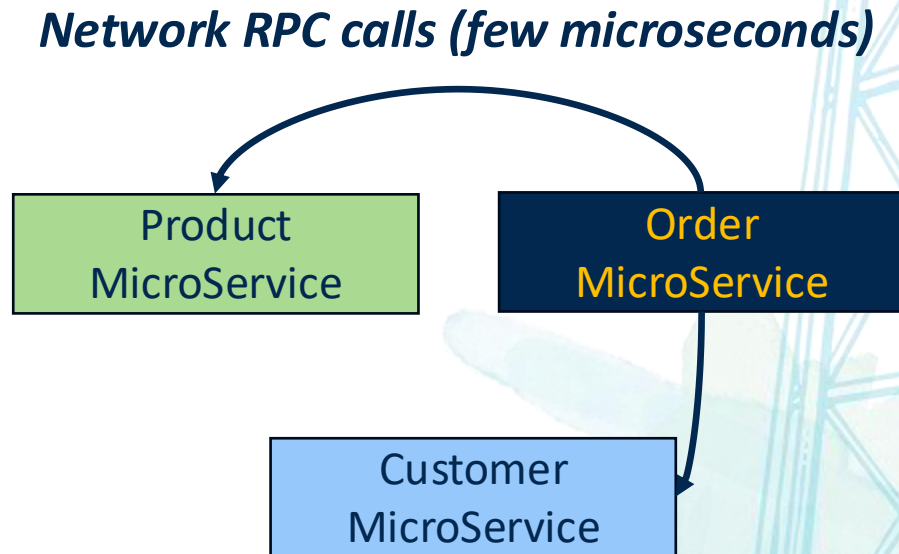 Network RPC calls (few microseconds)
Product
MicroService
Order
MicroService
Customer
MicroService